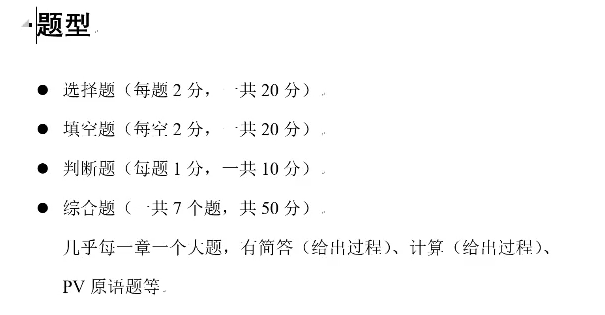 题型
● 选择题（每题 2 分，一共 20 分）
● 填空题（每空 2 分，一共 20 分）
● 判断题（每题 1 分，一共 10 分）
● 综合题（一共 7 个题，共 50 分）
几乎每一章一个大题，有简答（给出过程）、计算（给出过程）、
PV 原语题等